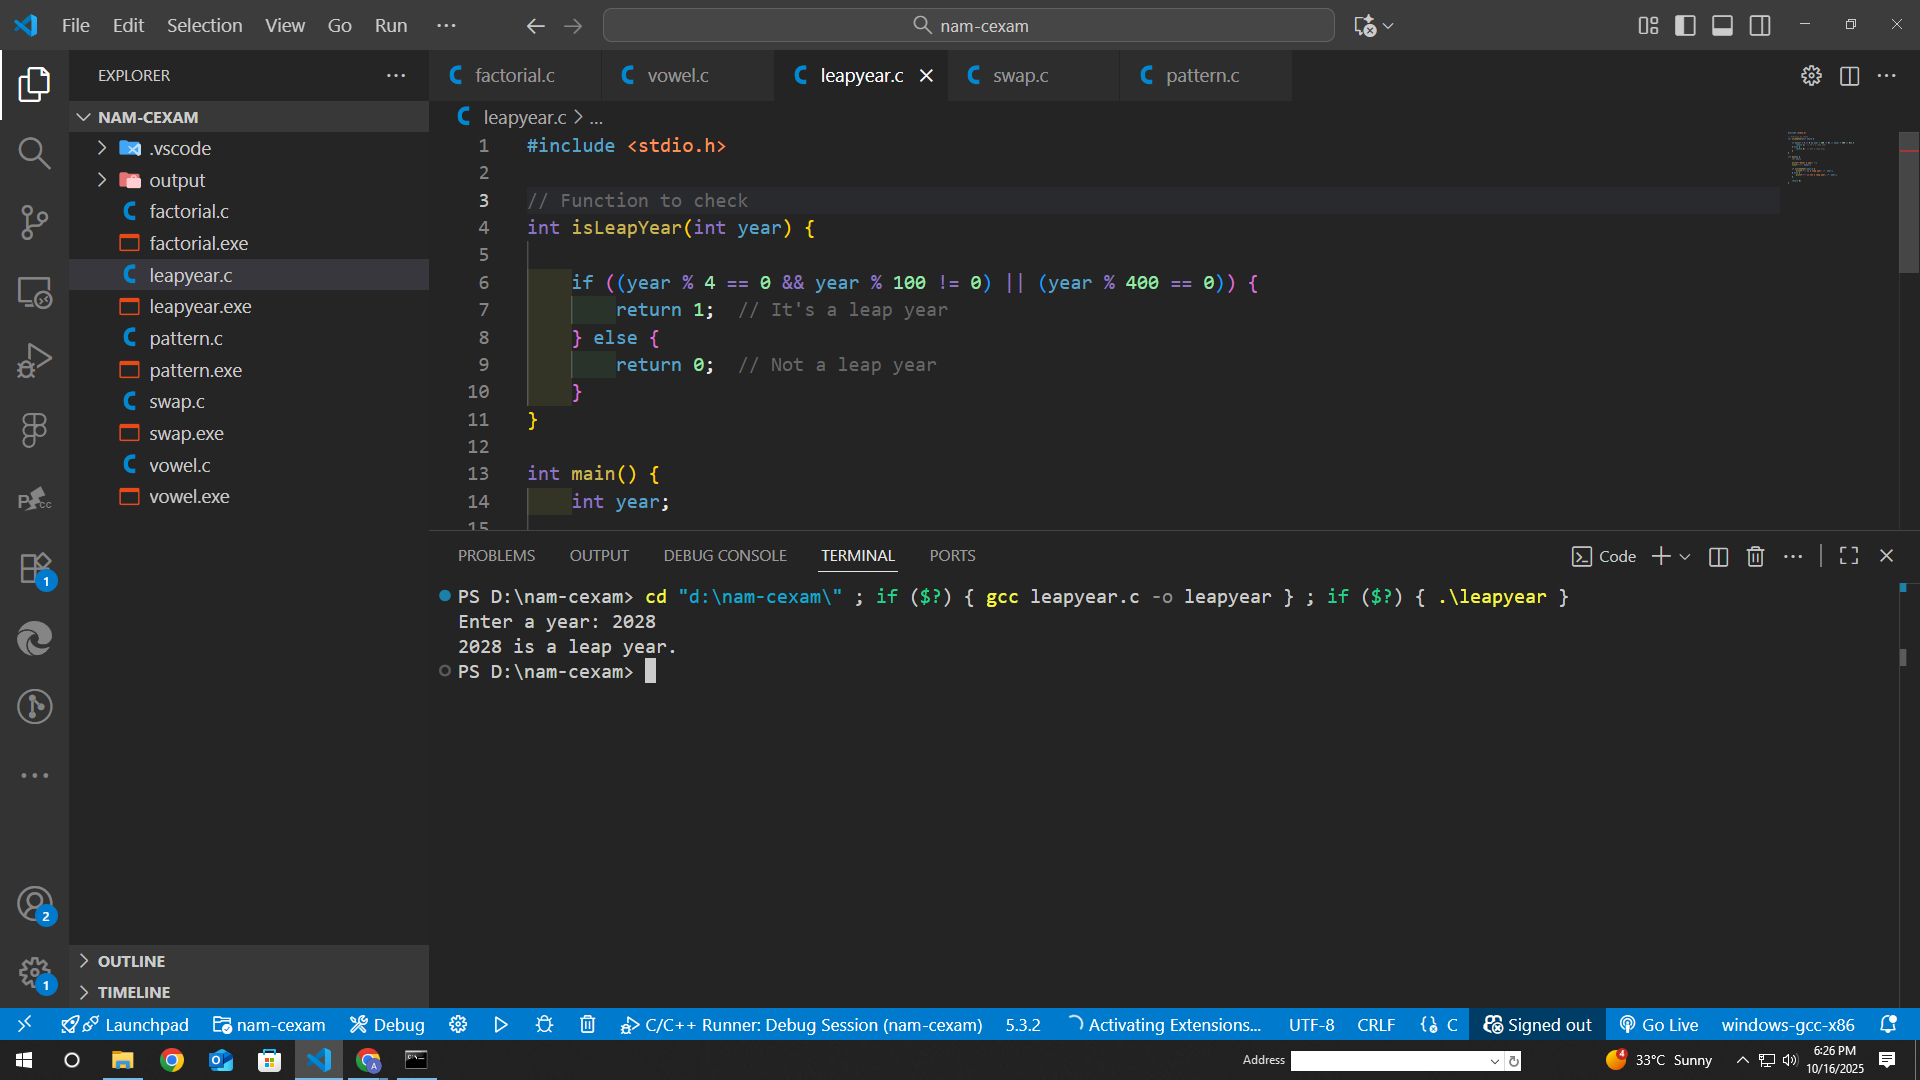 File Edit Selection View Go Run ···
nam-cexam
EXPLORER
factorial.c vowel.c leapyear.c swap.c pattern.c
NAM-CEXAM
leapyear.c > ...
.vscode
output
factorial.c
factorial.exe
leapyear.c
leapyear.exe
pattern.c
pattern.exe
swap.c
swap.exe
vowel.c
vowel.exe
1 #include <stdio.h>
2
3 // Function to check
4 int isLeapYear(int year) {
5
6 if ((year % 4 == 0 && year % 100 != 0) || (year % 400 == 0)) {
7 return 1; // It's a leap year
8 } else {
9 return 0; // Not a leap year
10 }
11 }
12
13 int main() {
14 int year;
15
PROBLEMS OUTPUT DEBUG CONSOLE TERMINAL PORTS
Code
PS D:\nam-cexam> cd "d:\nam-cexam\" ; if ($?) { gcc leapyear.c -o leapyear } ; if ($?) { .\leapyear }
Enter a year: 2028
2028 is a leap year.
PS D:\nam-cexam>
PS cc
1
2
1
OUTLINE
TIMELINE
Launchpad nam-cexam Debug C/C++ Runner: Debug Session (nam-cexam) 5.3.2 Activating Extensions... UTF-8 CRLF {} C Signed out Go Live windows-gcc-x86
Address
4 33°C Sunny
6:26 PM
10/16/2025